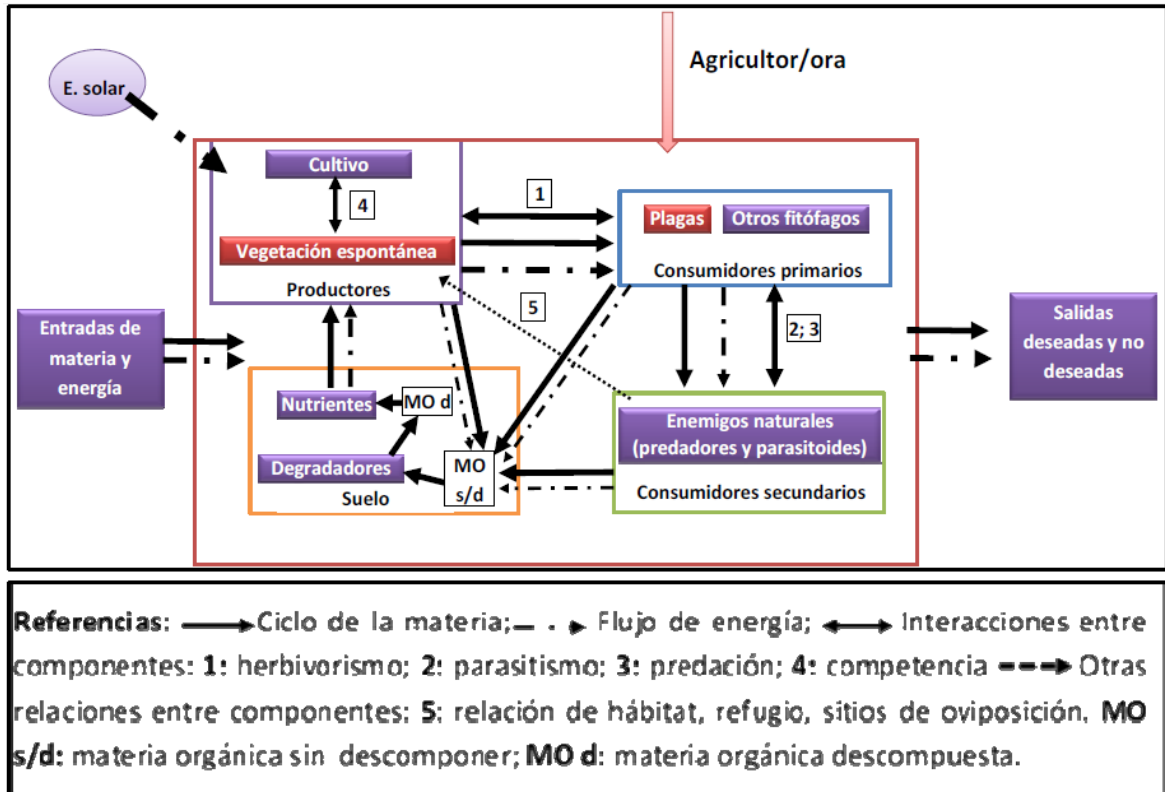 Agricultor/ora
E. solar
Cultivo
4
1
Vegetación espontánea
Productores
Plagas
Otros fitófagos
Consumidores primarios
5
2; 3
Entradas de
materia y
energía
Salidas
deseadas y no
deseadas
Nutrientes
MO d
Degradadores
MO
s/d
Suelo
Enemigos naturales
(predadores y parasitoides)
Consumidores secundarios
Referencias: Ciclo de la materia; Flujo de energía; Interacciones entre
componentes: 1: herbivorismo; 2: parasitismo; 3: predación; 4: competencia Otras
relaciones entre componentes: 5: relación de hábitat, refugio, sitios de oviposición. MO
s/d: materia orgánica sin descomponer; MO d: materia orgánica descompuesta.